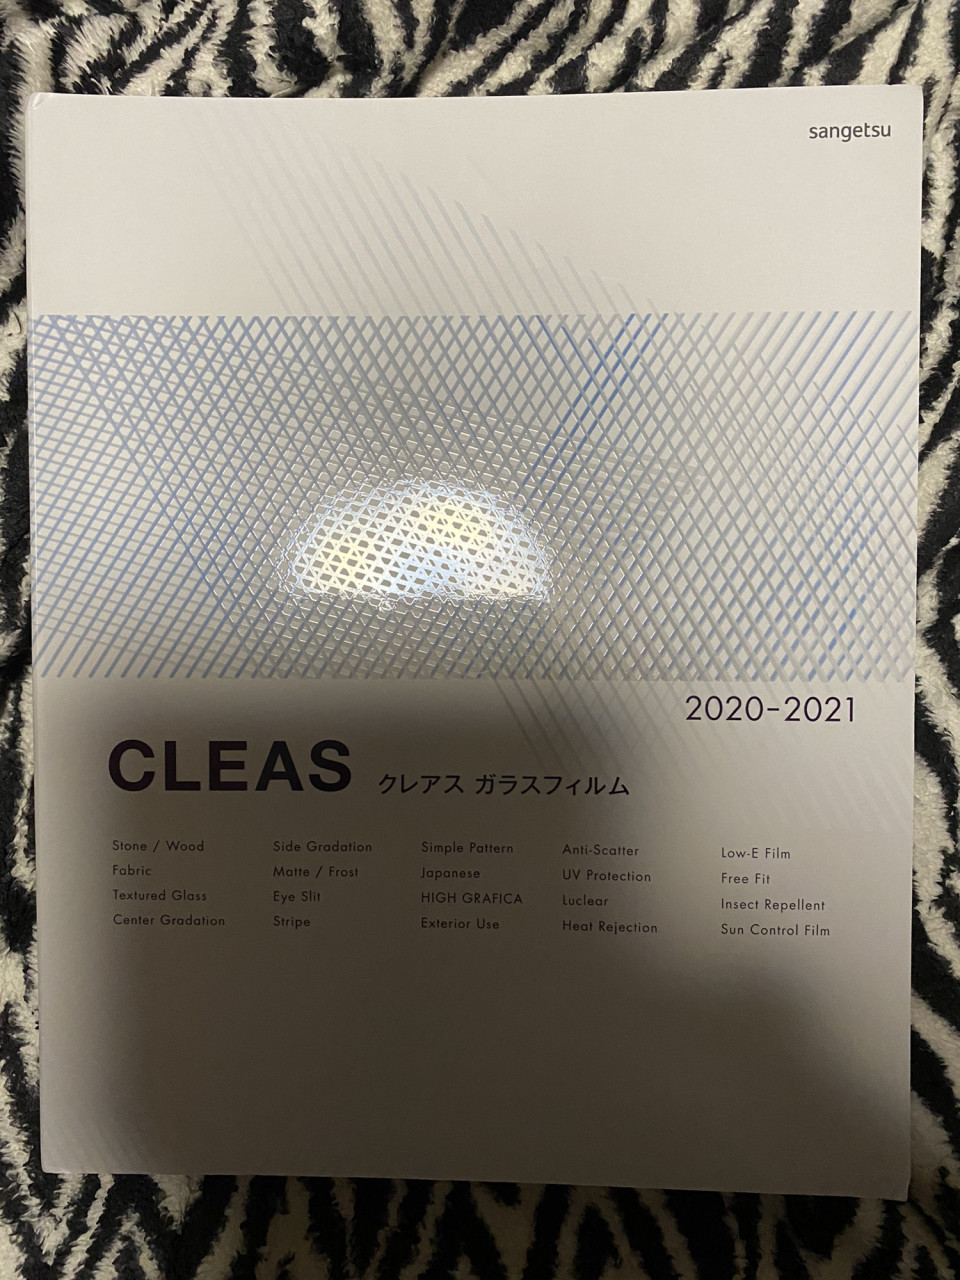 sangetsu
2020-2021
CLEAS クレアス ガラスフィルム
Stone / Wood
Fabric
Textured Glass
Center Gradation
Side Gradation
Matte / Frost
Eye Slit
Stripe
Simple Pattern
Japanese
HIGH GRAFICA
Exterior Use
Anti-Scatter
UV Protection
Luclear
Heat Rejection
Low-E Film
Free Fit
Insect Repellent
Sun Control Film